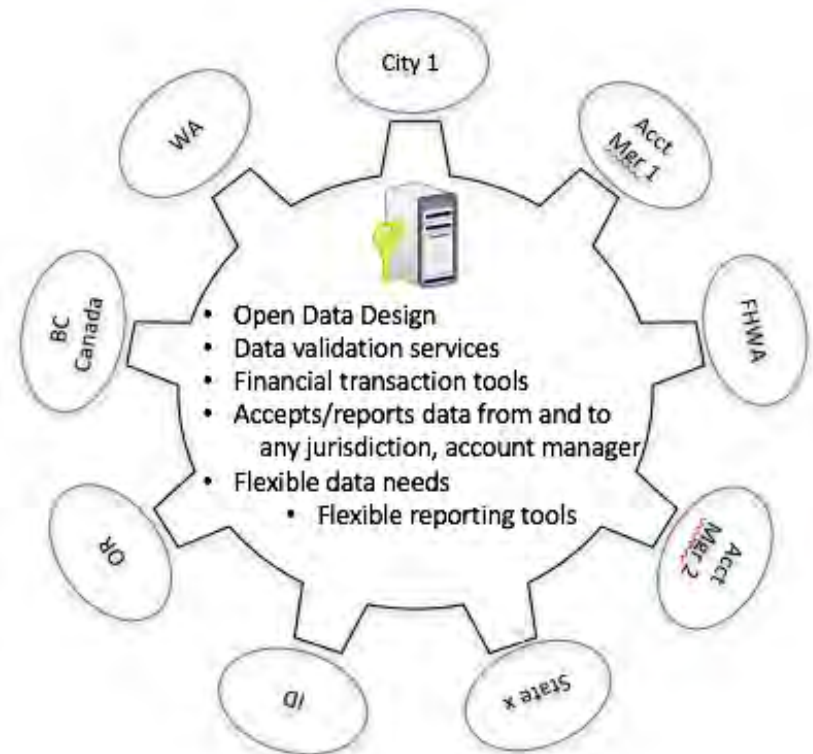 City 1
Acct
Mgr 1
FHWA
Acct
Mgr 2
State x
ID
OR
BC
Canada
WA
• Open Data Design
• Data validation services
• Financial transaction tools
• Accepts/reports data from and to
any jurisdiction, account manager
• Flexible data needs
• Flexible reporting tools